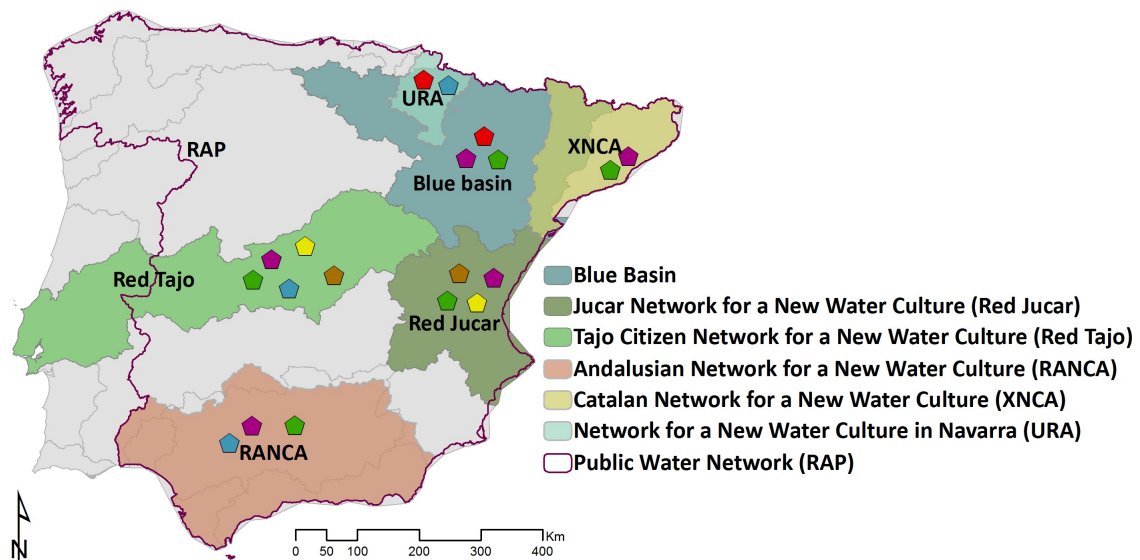 URA
RAP
XNCA
Blue basin
Red Tajo
Red Jucar
RANCA
Blue Basin
Jucar Network for a New Water Culture (Red Jucar)
Tajo Citizen Network for a New Water Culture (Red Tajo)
Andalusian Network for a New Water Culture (RANCA)
Catalan Network for a New Water Culture (XNCA)
Network for a New Water Culture in Navarra (URA)
Public Water Network (RAP)
N
Km
0 50 100 200 300 400